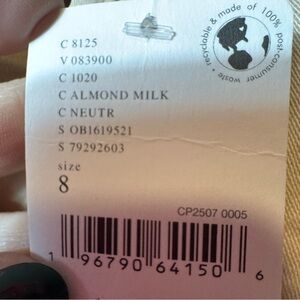 recyclable & made of 100% post-consumer waste •
C 8125
V 083900
C 1020
C ALMOND MILK
C NEUTR
S OB1619521
S 79292603
size
8
CP2507 0005
1 96790 64150 6